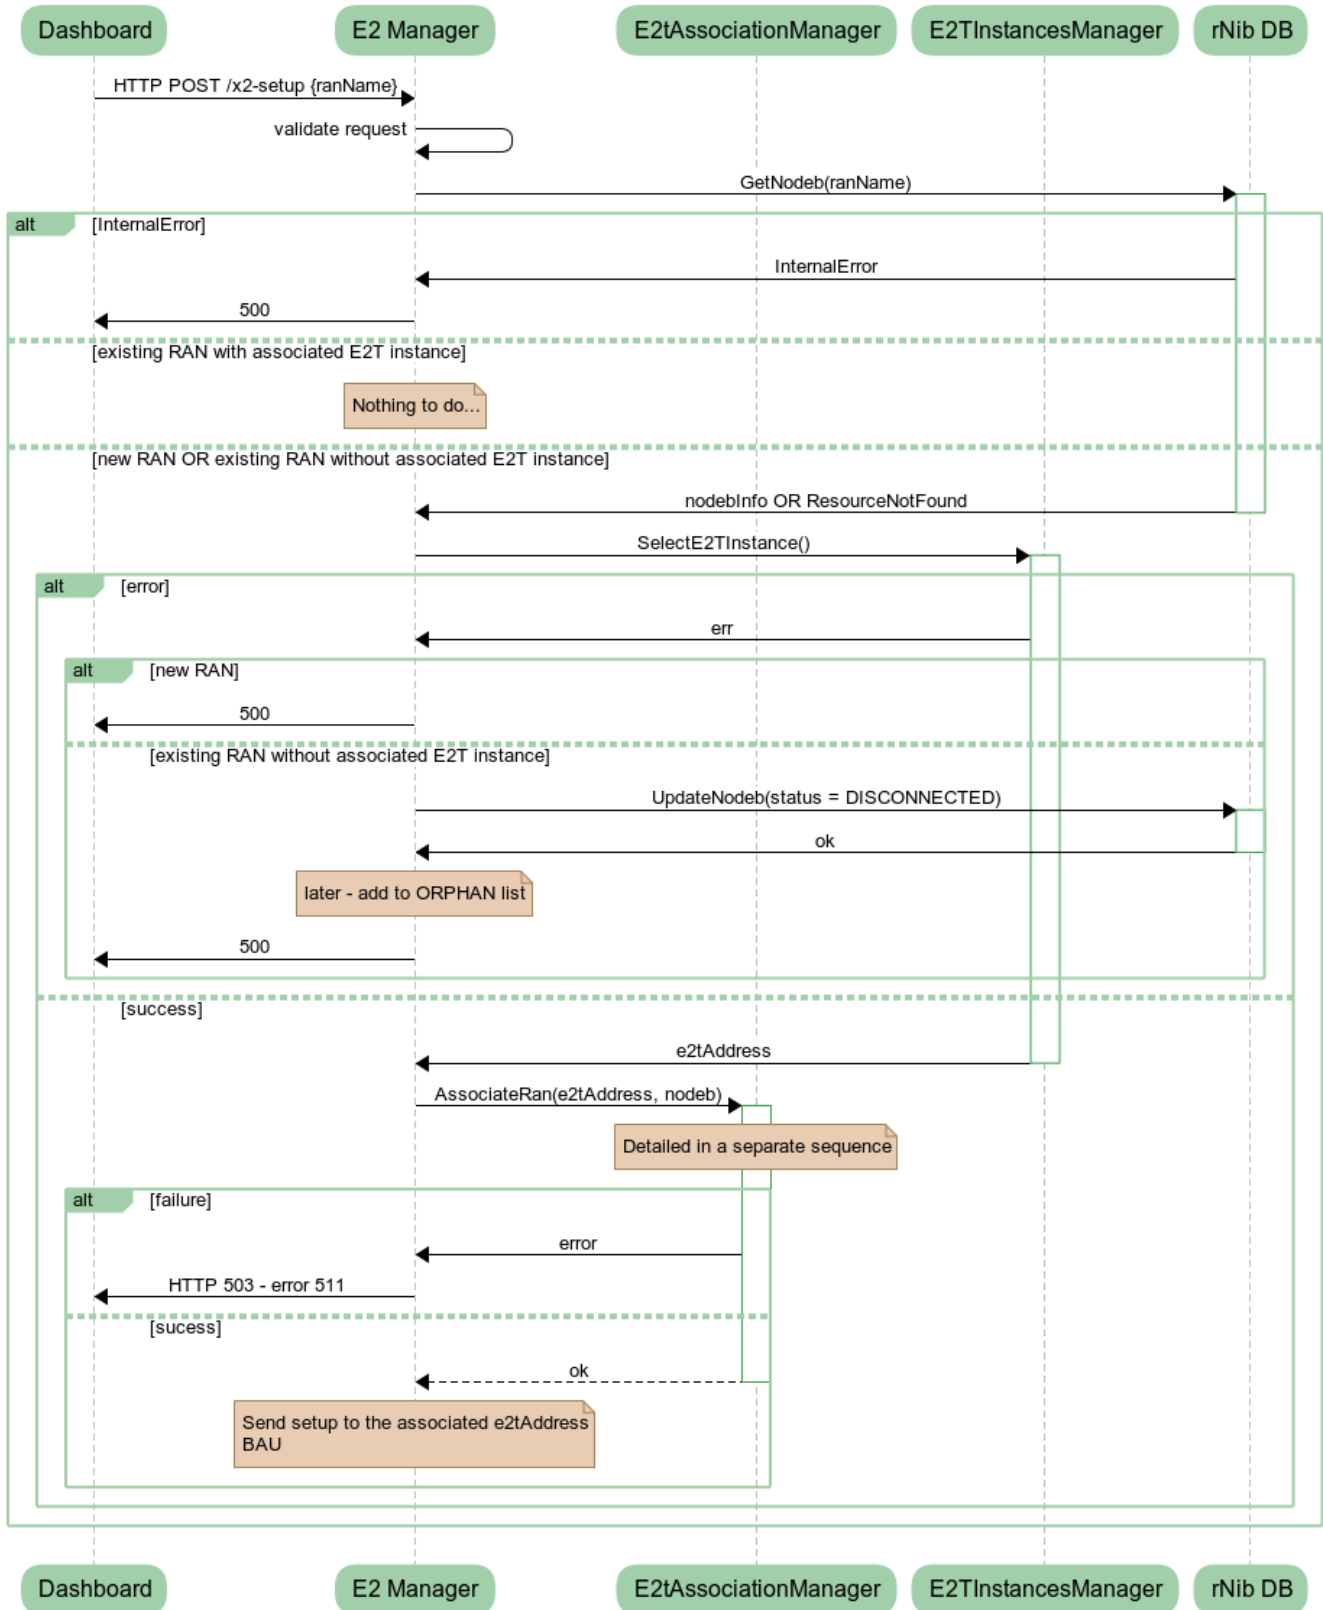 Dashboard
E2 Manager
E2tAssociationManager
E2TInstancesManager
rNib DB
HTTP POST /x2-setup {ranName}
validate request
GetNodeb(ranName)
alt
[InternalError]
InternalError
500
[existing RAN with associated E2T instance]
Nothing to do...
[new RAN OR existing RAN without associated E2T instance]
nodebInfo OR ResourceNotFound
SelectE2TInstance()
alt
[error]
err
alt
[new RAN]
500
[existing RAN without associated E2T instance]
UpdateNodeb(status = DISCONNECTED)
ok
later - add to ORPHAN list
500
[success]
e2tAddress
AssociateRan(e2tAddress, nodeb)
Detailed in a separate sequence
alt
[failure]
error
HTTP 503 - error 511
[sucess]
ok
Send setup to the associated e2tAddress
BAU
Dashboard
E2 Manager
E2tAssociationManager
E2TInstancesManager
rNib DB